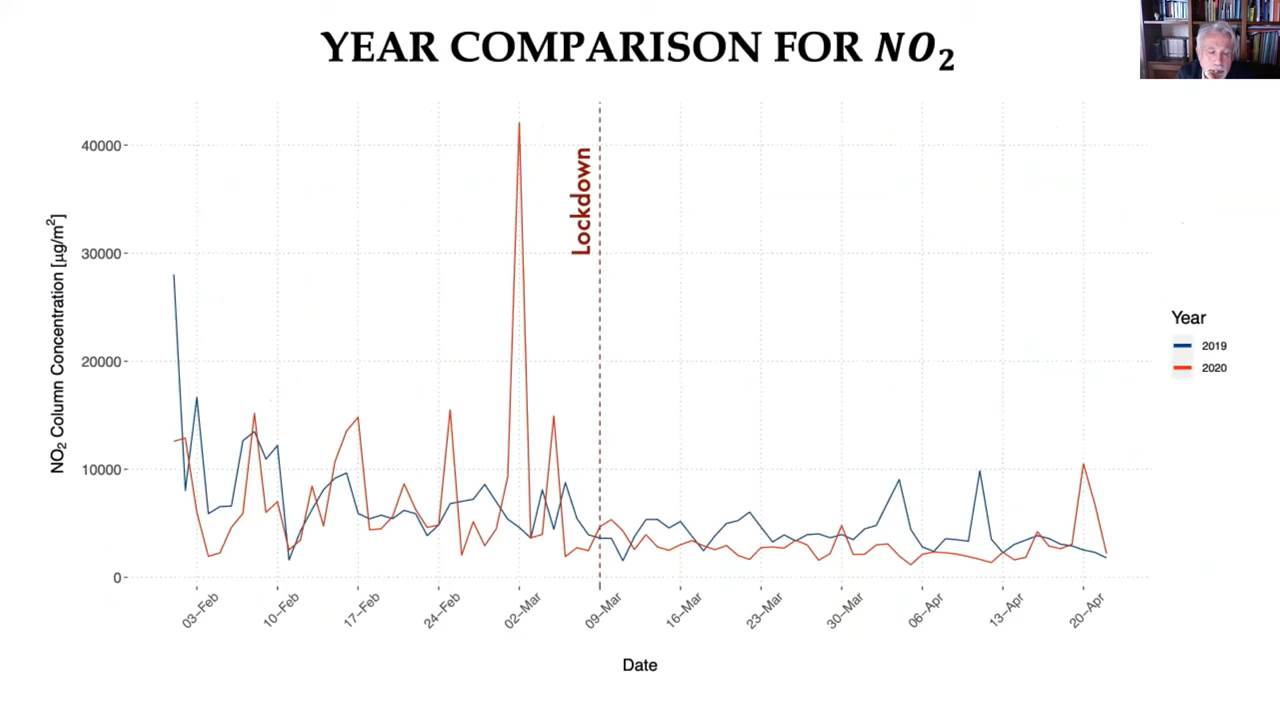 YEAR COMPARISON FOR NO₂
Lockdown
NO₂ Column Concentration [µg/m²]
40000
30000
20000
10000
0
03–Feb
10–Feb
17–Feb
24–Feb
02–Mar
09–Mar
16–Mar
23–Mar
30–Mar
06–Apr
13–Apr
20–Apr
Date
Year
2019
2020